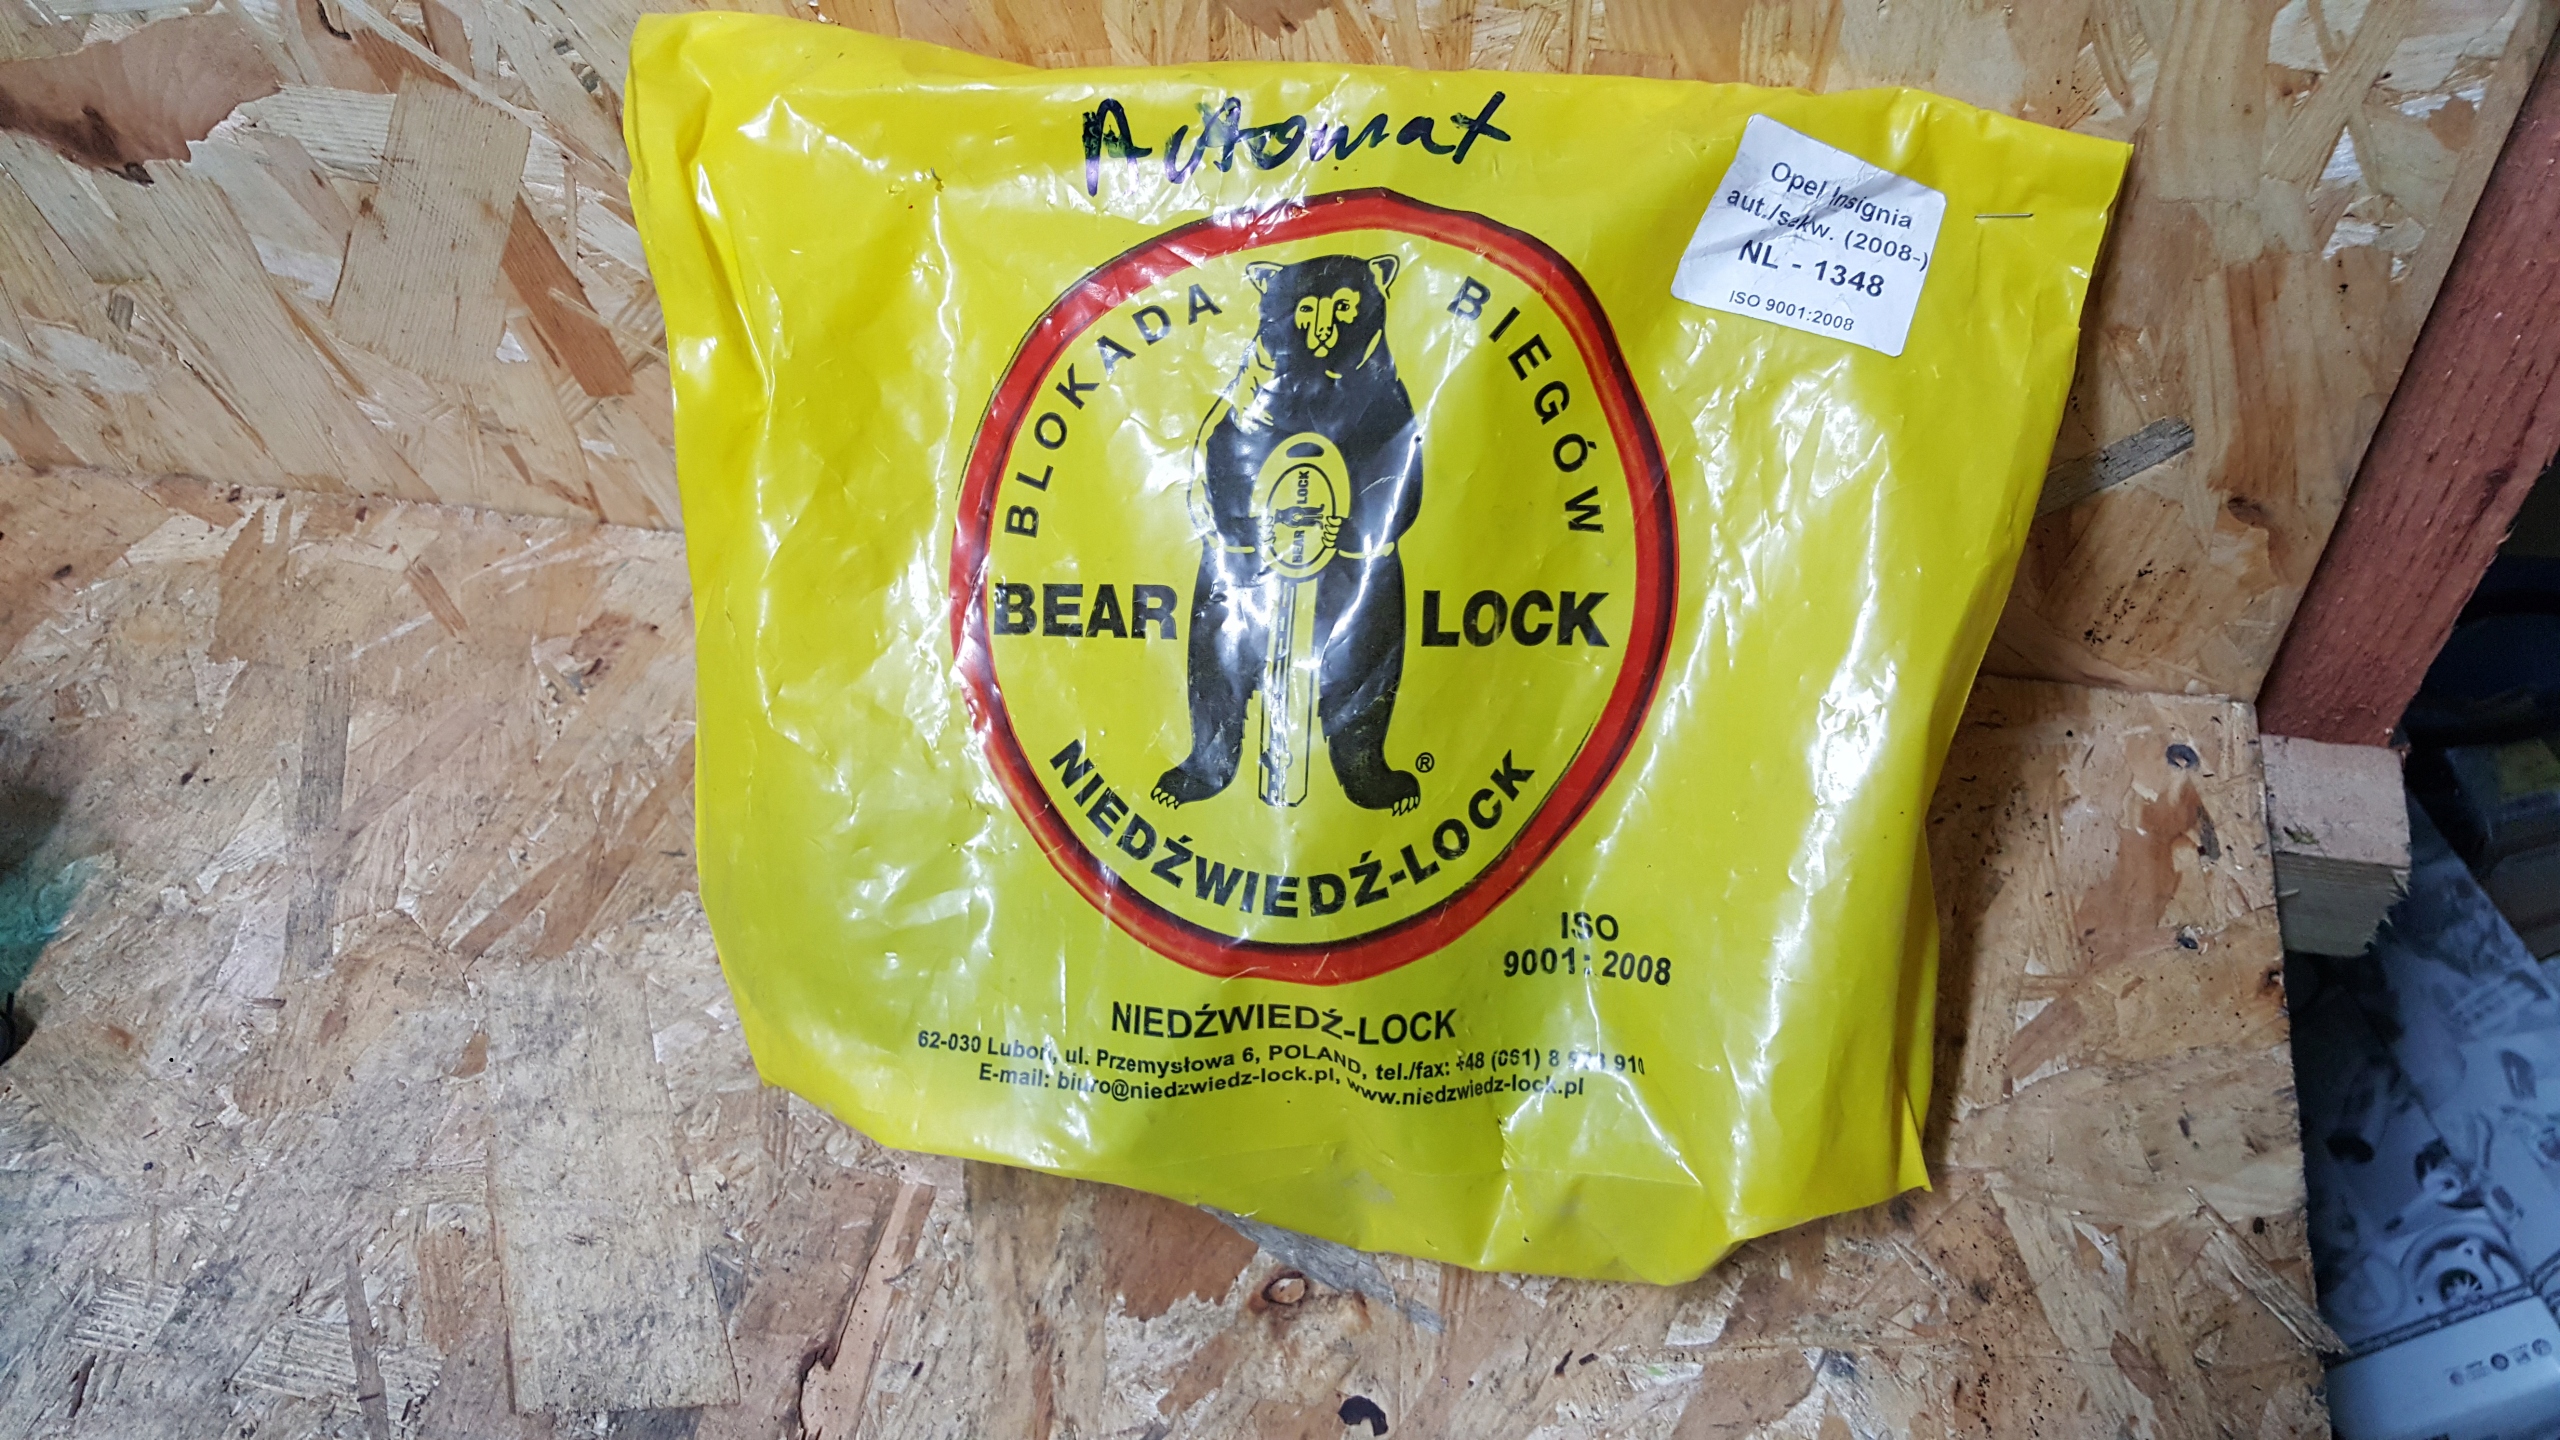 Automat
Opel Insignia
aut./sekw. (2008-)
NL - 1348
ISO 9001:2008
BLOKADA BIEGÓW
BEAR LOCK
BEAR LOCK
®
NIEDŹWIEDŹ-LOCK
ISO
9001: 2008
NIEDŹWIEDŹ-LOCK
62-030 Luboń, ul. Przemysłowa 6, POLAND, tel./fax: +48 (061) 8 910
E-mail: biuro@niedzwiedz-lock.pl, www.niedzwiedz-lock.pl